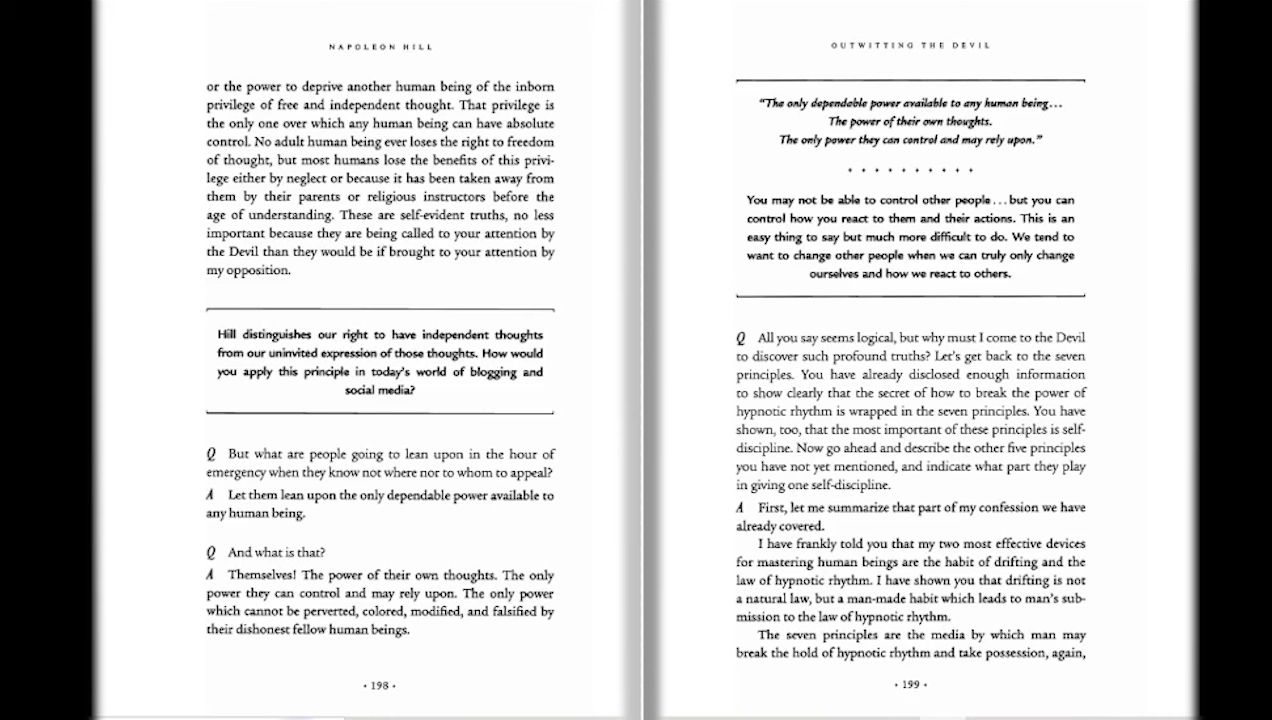 NAPOLEON HILL
or the power to deprive another human being of the inborn
privilege of free and independent thought. That privilege is
the only one over which any human being can have absolute
control. No adult human being ever loses the right to freedom
of thought, but most humans lose the benefits of this privi-
lege either by neglect or because it has been taken away from
them by their parents or religious instructors before the
age of understanding. These are self-evident truths, no less
important because they are being called to your attention by
the Devil than they would be if brought to your attention by
my opposition.
Hill distinguishes our right to have independent thoughts
from our uninvited expression of those thoughts. How would
you apply this principle in today's world of blogging and
social media?
Q But what are people going to lean upon in the hour of
emergency when they know not where nor to whom to appeal?
A Let them lean upon the only dependable power available to
any human being.
Q And what is that?
A Themselves! The power of their own thoughts. The only
power they can control and may rely upon. The only power
which cannot be perverted, colored, modified, and falsified by
their dishonest fellow human beings.
• 198 •
OUTWITTING THE DEVIL
"The only dependable power available to any human being...
The power of their own thoughts.
The only power they can control and may rely upon."
• • • • • • • • • •
You may not be able to control other people...but you can
control how you react to them and their actions. This is an
easy thing to say but much more difficult to do. We tend to
want to change other people when we can truly only change
ourselves and how we react to others.
Q All you say seems logical, but why must I come to the Devil
to discover such profound truths? Let's get back to the seven
principles. You have already disclosed enough information
to show clearly that the secret of how to break the power of
hypnotic rhythm is wrapped in the seven principles. You have
shown, too, that the most important of these principles is self-
discipline. Now go ahead and describe the other five principles
you have not yet mentioned, and indicate what part they play
in giving one self-discipline.
A First, let me summarize that part of my confession we have
already covered.
I have frankly told you that my two most effective devices
for mastering human beings are the habit of drifting and the
law of hypnotic rhythm. I have shown you that drifting is not
a natural law, but a man-made habit which leads to man's sub-
mission to the law of hypnotic rhythm.
The seven principles are the media by which man may
break the hold of hypnotic rhythm and take possession, again,
• 199 •